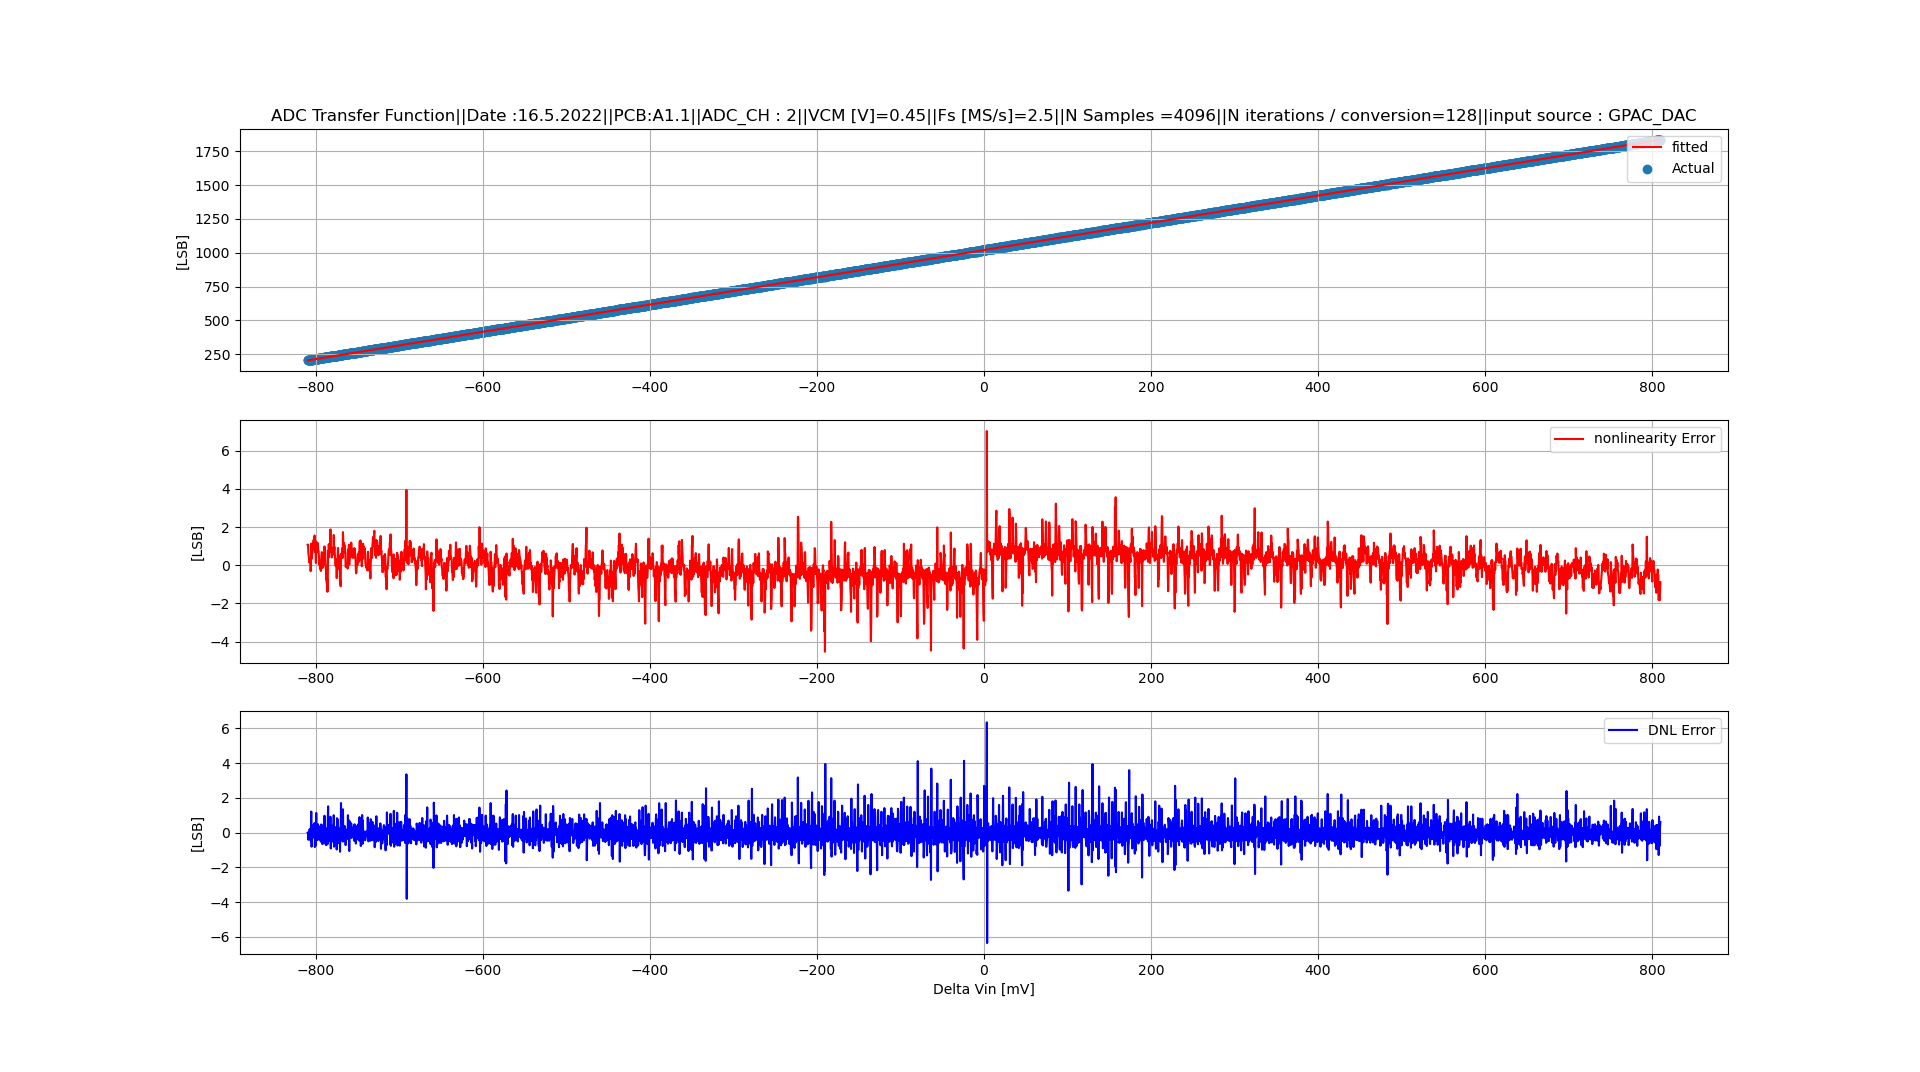 ADC Transfer Function||Date :16.5.2022||PCB:A1.1||ADC_CH : 2||VCM [V]=0.45||Fs [MS/s]=2.5||N Samples =4096||N iterations / conversion=128||input source : GPAC_DAC
fitted
Actual
[LSB]
1750
1500
1250
1000
750
500
250
−800 −600 −400 −200 0 200 400 600 800
nonlinearity Error
[LSB]
6
4
2
0
−2
−4
−800 −600 −400 −200 0 200 400 600 800
DNL Error
[LSB]
6
4
2
0
−2
−4
−6
−800 −600 −400 −200 0 200 400 600 800
Delta Vin [mV]